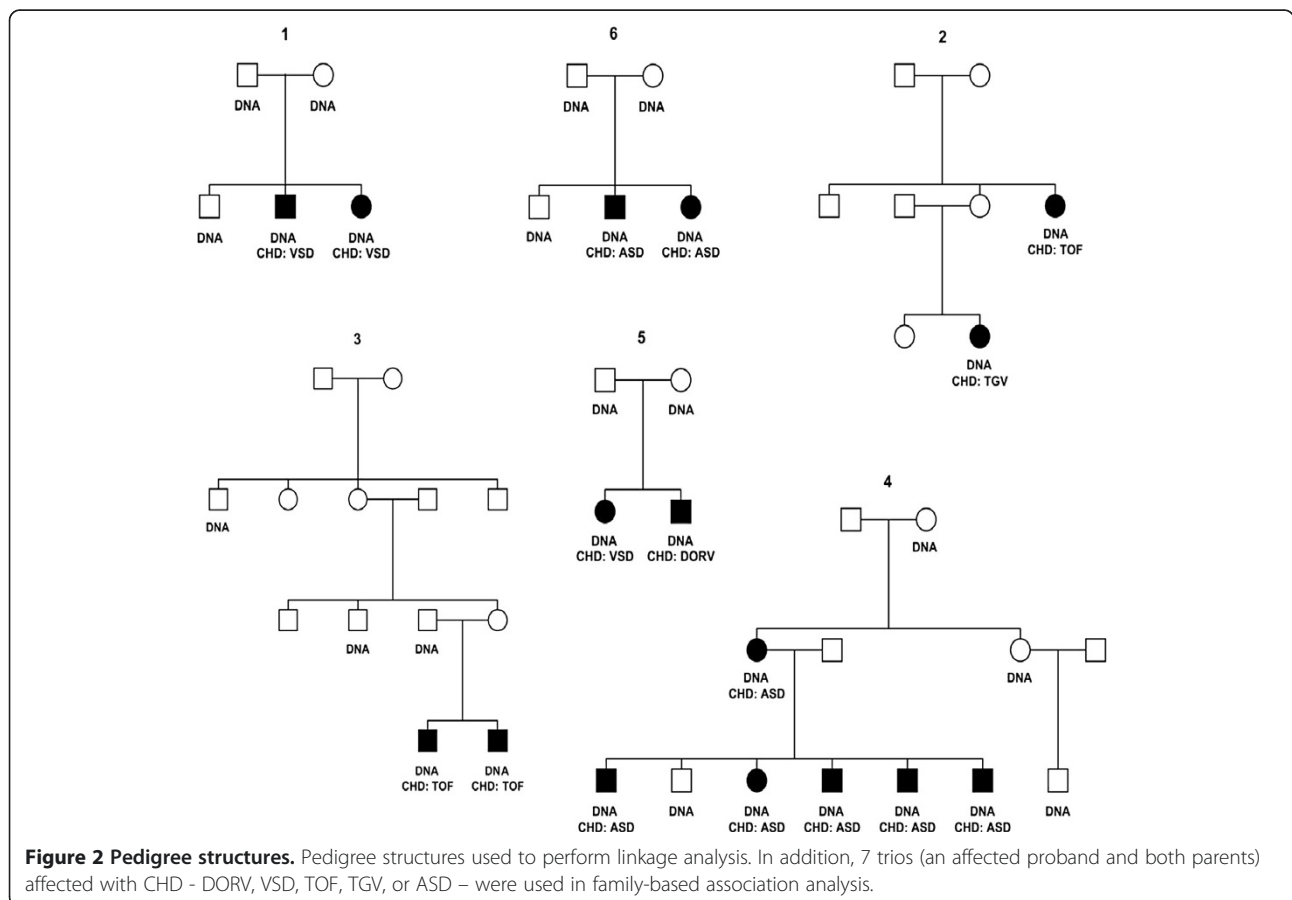 1 6 2
DNA DNA DNA DNA
DNA DNA DNA DNA DNA DNA DNA
CHD: VSD CHD: VSD CHD: ASD CHD: ASD CHD: TOF
3 5
DNA
CHD: TGV
DNA DNA
4
DNA DNA DNA
CHD: VSD CHD: DORV
DNA
DNA DNA
DNA DNA
CHD: ASD
DNA DNA
CHD: TOF CHD: TOF
DNA DNA DNA DNA DNA DNA DNA
CHD: ASD CHD: ASD CHD: ASD CHD: ASD CHD: ASD
Figure 2 Pedigree structures. Pedigree structures used to perform linkage analysis. In addition, 7 trios (an affected proband and both parents)
affected with CHD - DORV, VSD, TOF, TGV, or ASD – were used in family-based association analysis.